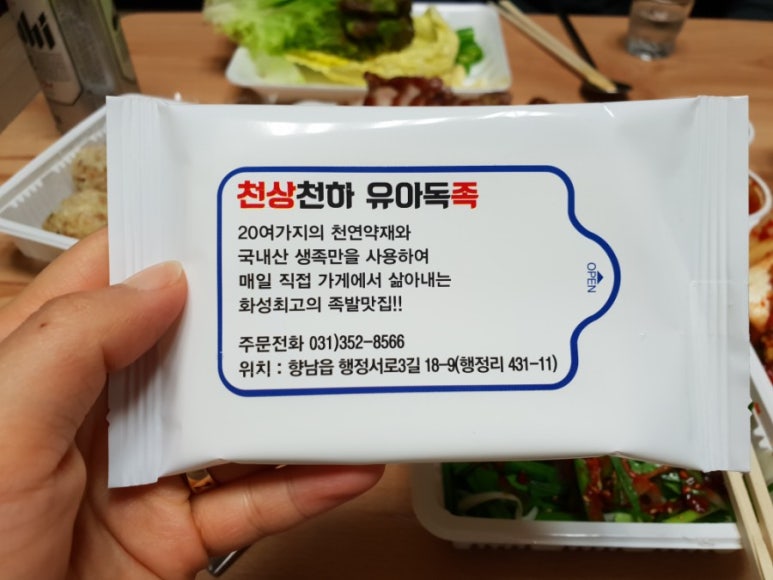 천상천하 유아독족
20여가지의 천연약재와
국내산 생족만을 사용하여
매일 직접 가게에서 삶아내는
화성최고의 족발맛집!!
주문전화 031)352-8566
위치 : 향남읍 행정서로3길 18-9(행정리 431-11)
OPEN